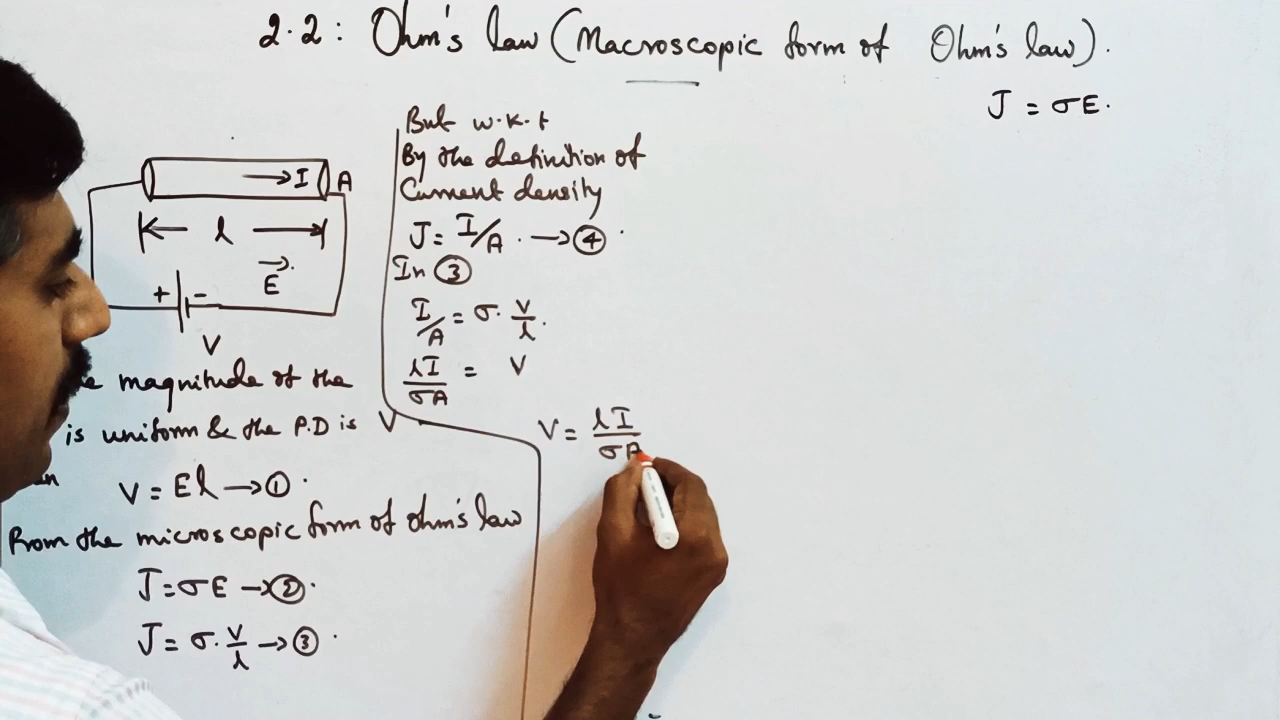 2.2: Ohm's law (Macroscopic form of Ohm's law).
J = σE.
→ I A
l
E
+ -
V
magnitude of the
is uniform & the P.D is V
V = El → ①
From the microscopic form of ohm's law
J = σE → ②
J = σ. V/l → ③
But w.k.t
By the definition of
Current density
J = I/A. → ④
In ③
I/A = σ. V/l.
lI/σA = V
V = lI/σA